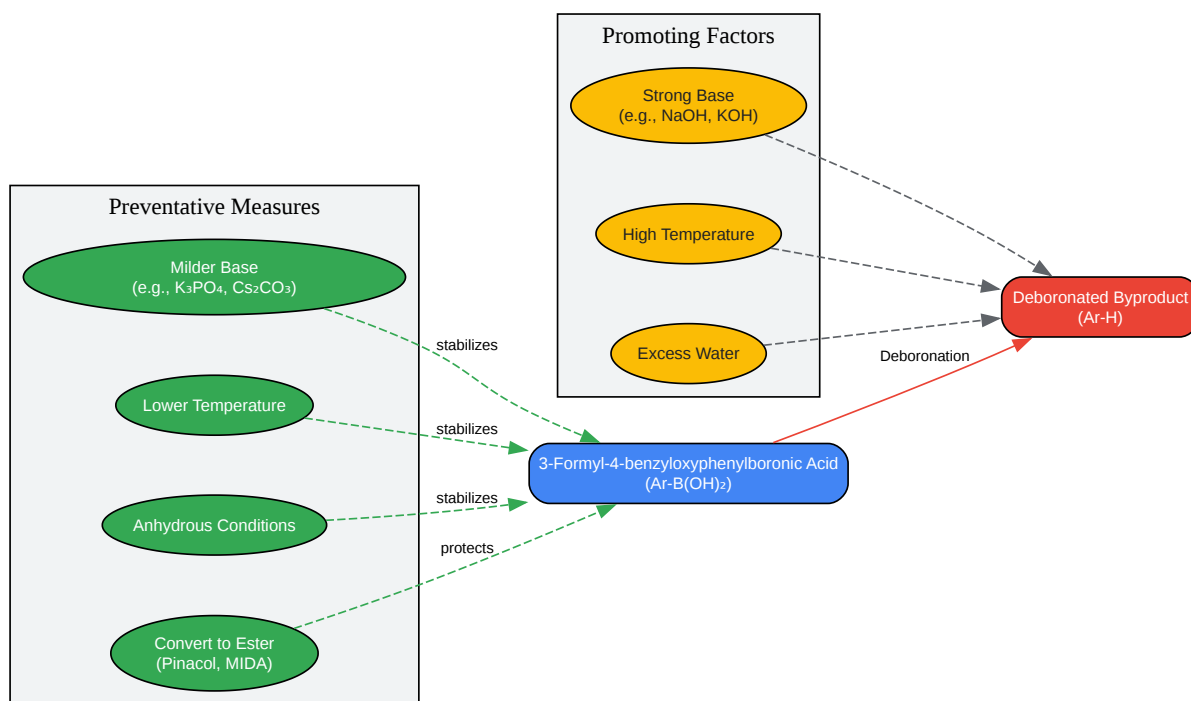 Promoting Factors
Strong Base
(e.g., NaOH, KOH)
High Temperature
Excess Water
Preventative Measures
Milder Base
(e.g., K₃PO₄, Cs₂CO₃)
Lower Temperature
Anhydrous Conditions
Convert to Ester
(Pinacol, MIDA)
stabilizes
stabilizes
stabilizes
protects
3-Formyl-4-benzyloxyphenylboronic Acid
(Ar-B(OH)₂)
Deboronation
Deboronated Byproduct
(Ar-H)